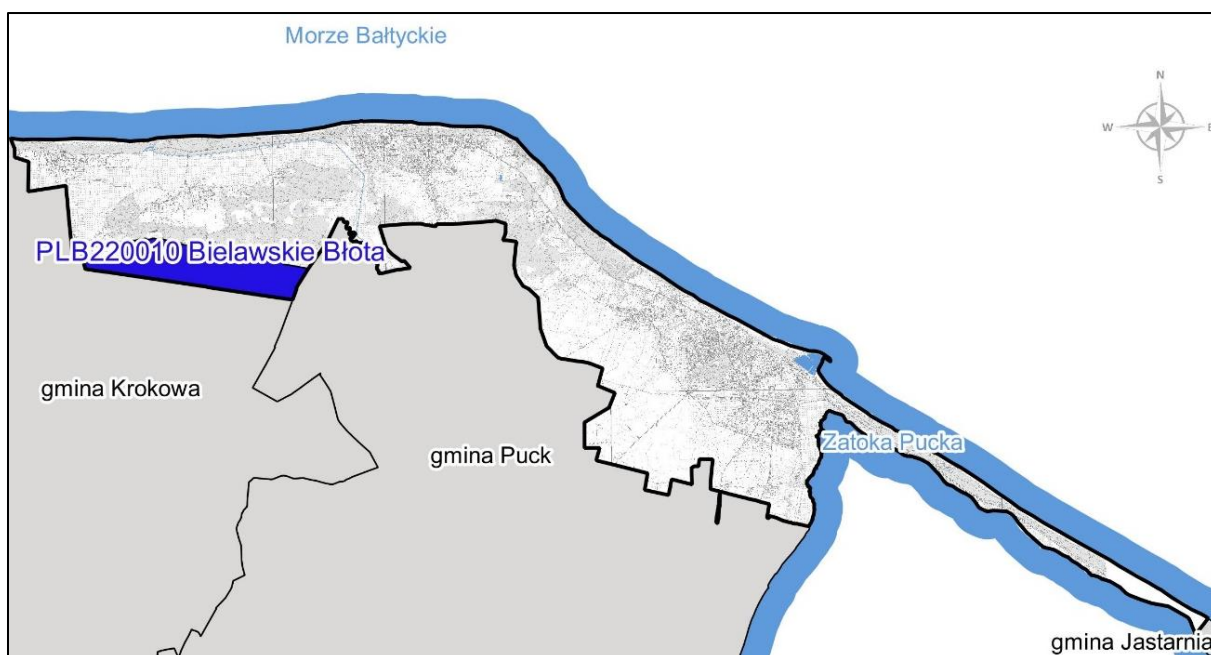 Morze Bałtyckie
N
W
E
S
PLB220010 Bielawskie Błota
gmina Krokowa
gmina Puck
Zatoka Pucka
gmina Jastarnia